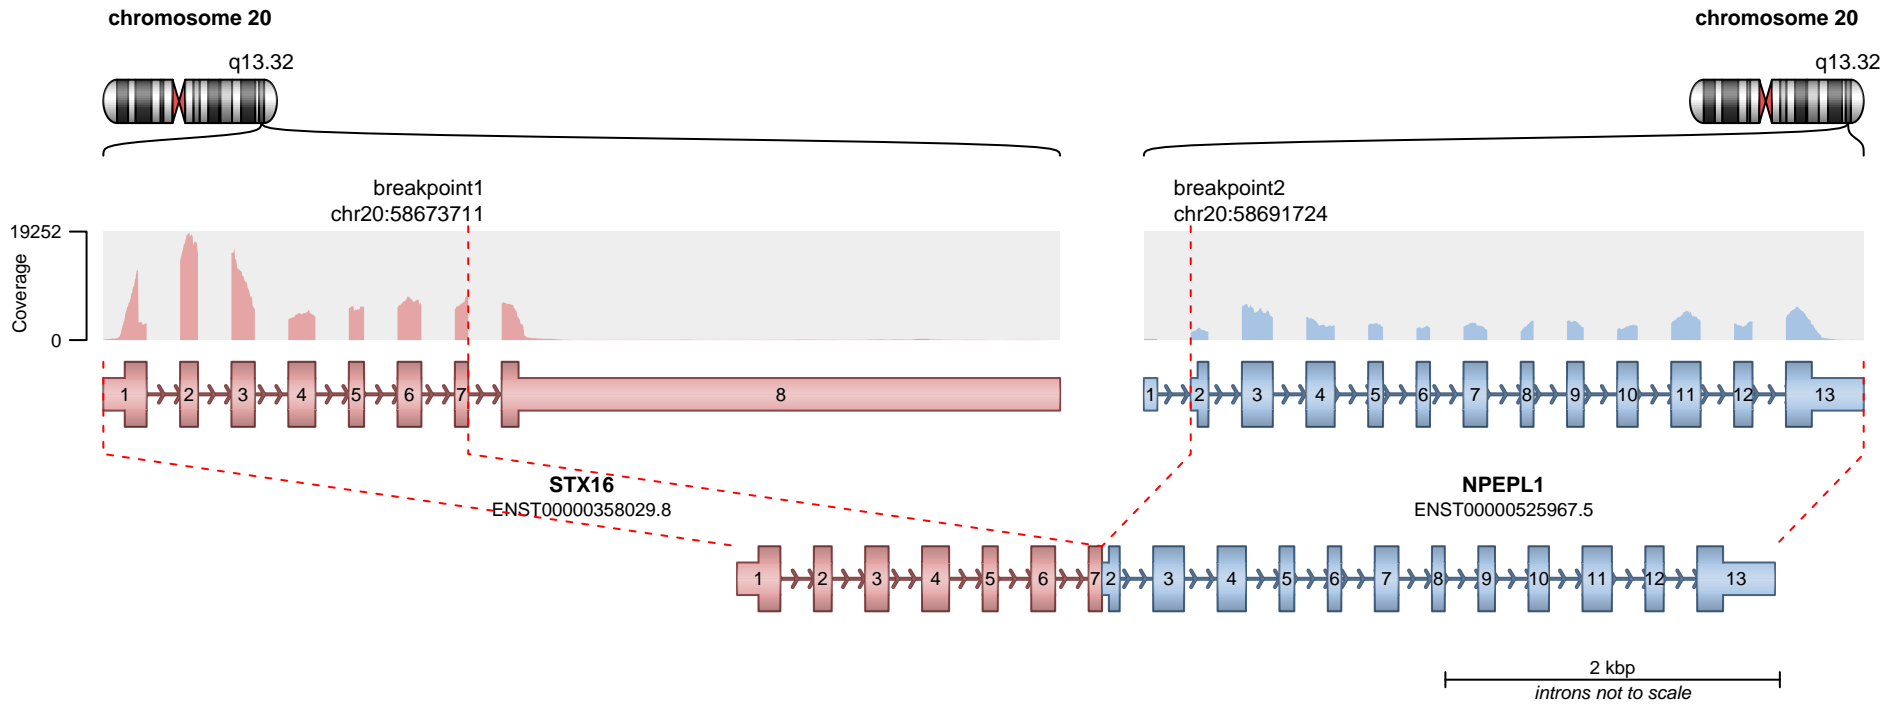 chromosome 20
chromosome 20
q13.32
q13.32
breakpoint1
chr20:58673711
breakpoint2
chr20:58691724
19252
Coverage
0
1 2 3 4 5 6 7 8
1 2 3 4 5 6 7 8 9 10 11 12 13
STX16
ENST00000358029.8
NPEPL1
ENST00000525967.5
1 2 3 4 5 6 7 2 3 4 5 6 7 8 9 10 11 12 13
2 kbp
introns not to scale